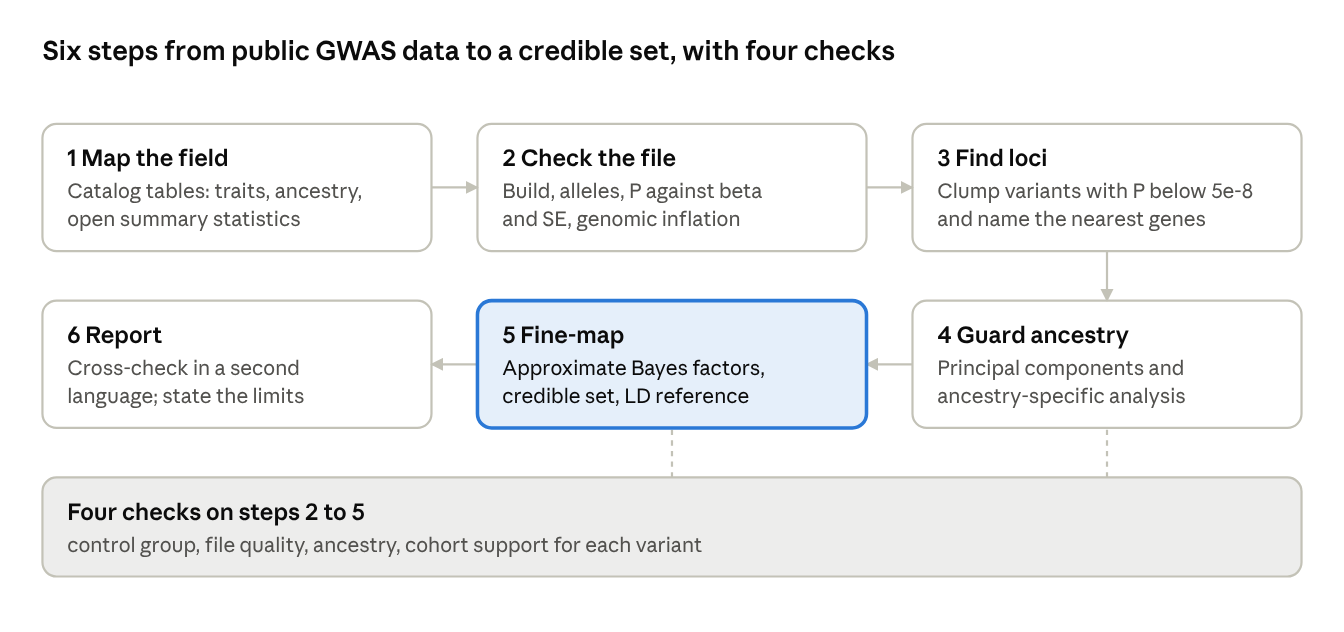 Six steps from public GWAS data to a credible set, with four checks
1 Map the field
Catalog tables: traits, ancestry,
open summary statistics
2 Check the file
Build, alleles, P against beta
and SE, genomic inflation
3 Find loci
Clump variants with P below 5e-8
and name the nearest genes
4 Guard ancestry
Principal components and
ancestry-specific analysis
5 Fine-map
Approximate Bayes factors,
credible set, LD reference
6 Report
Cross-check in a second
language; state the limits
Four checks on steps 2 to 5
control group, file quality, ancestry, cohort support for each variant